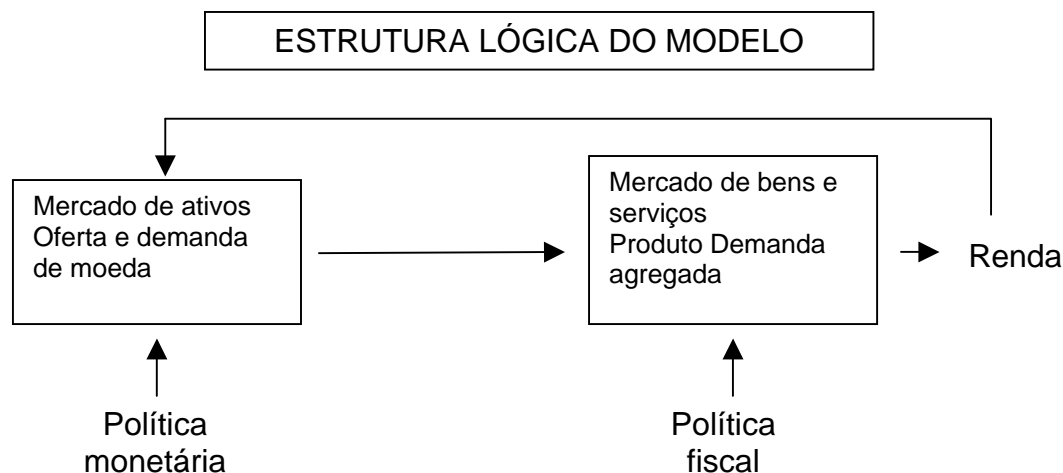 ESTRUTURA LÓGICA DO MODELO
Mercado de ativos
Oferta e demanda
de moeda
Mercado de bens e
serviços
Produto Demanda
agregada
Renda
Política
monetária
Política
fiscal